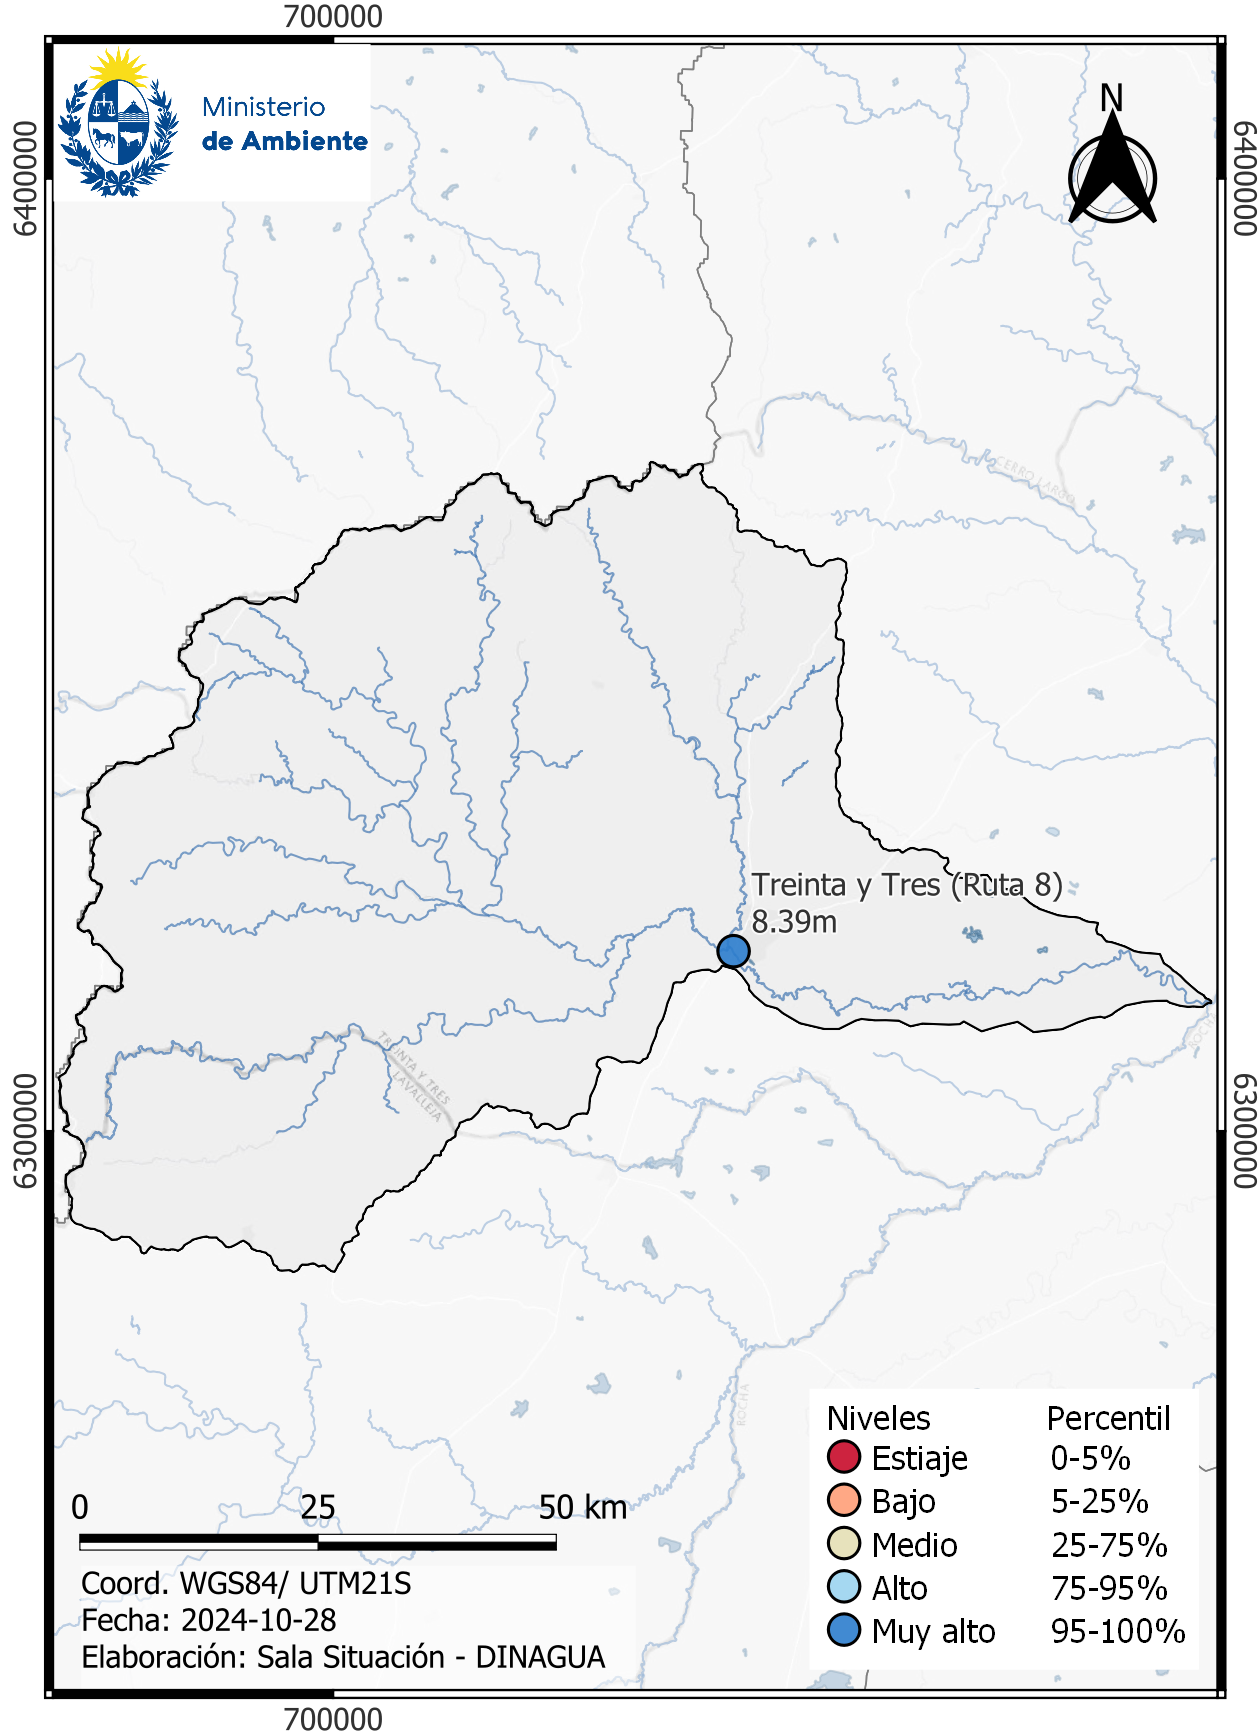 700000
Ministerio
de Ambiente
N
6400000
6400000
CERRO LARGO
Treinta y Tres (Ruta 8)
8.39m
TREINTA Y TRES
LAVALLEJA
6300000
6300000
ROCHA
Niveles Percentil
Estiaje 0-5%
Bajo 5-25%
Medio 25-75%
Alto 75-95%
Muy alto 95-100%
0 25 50 km
Coord. WGS84/ UTM21S
Fecha: 2024-10-28
Elaboración: Sala Situación - DINAGUA
700000